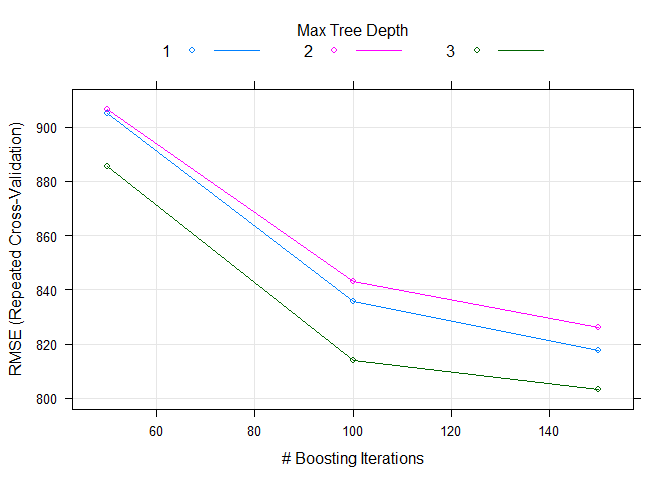 Max Tree Depth
1 2 3
900
880
860
840
820
800
RMSE (Repeated Cross-Validation)
60 80 100 120 140
# Boosting Iterations